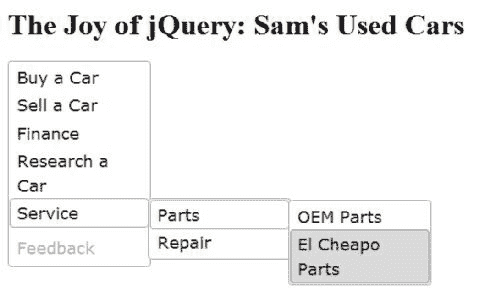 The Joy of jQuery: Sam's Used Cars
Buy a Car
Sell a Car
Finance
Research a
Car
Service
Feedback
Parts
Repair
OEM Parts
El Cheapo
Parts